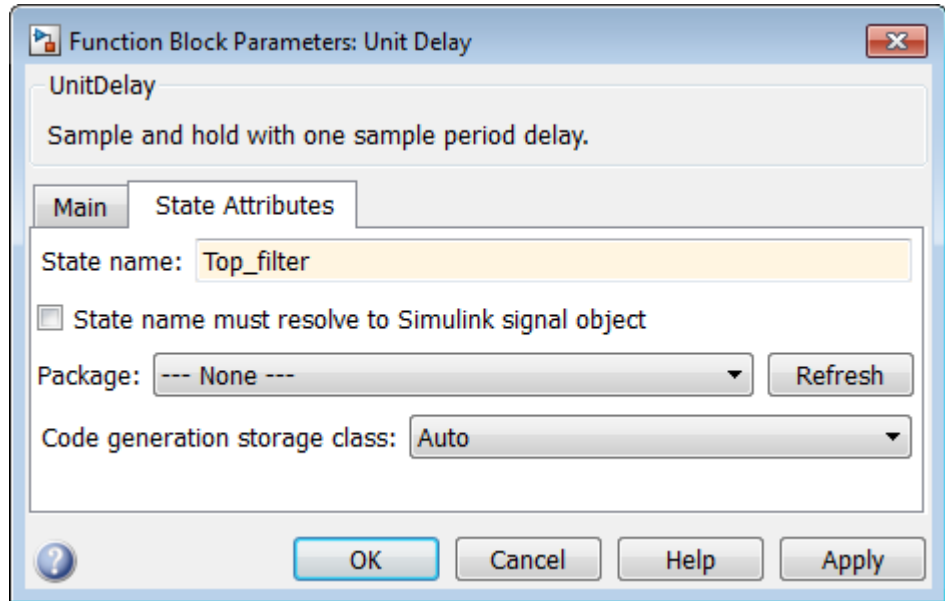 Function Block Parameters: Unit Delay
UnitDelay
Sample and hold with one sample period delay.
Main State Attributes
State name: Top_filter
State name must resolve to Simulink signal object
Package: --- None --- Refresh
Code generation storage class: Auto
? OK Cancel Help Apply